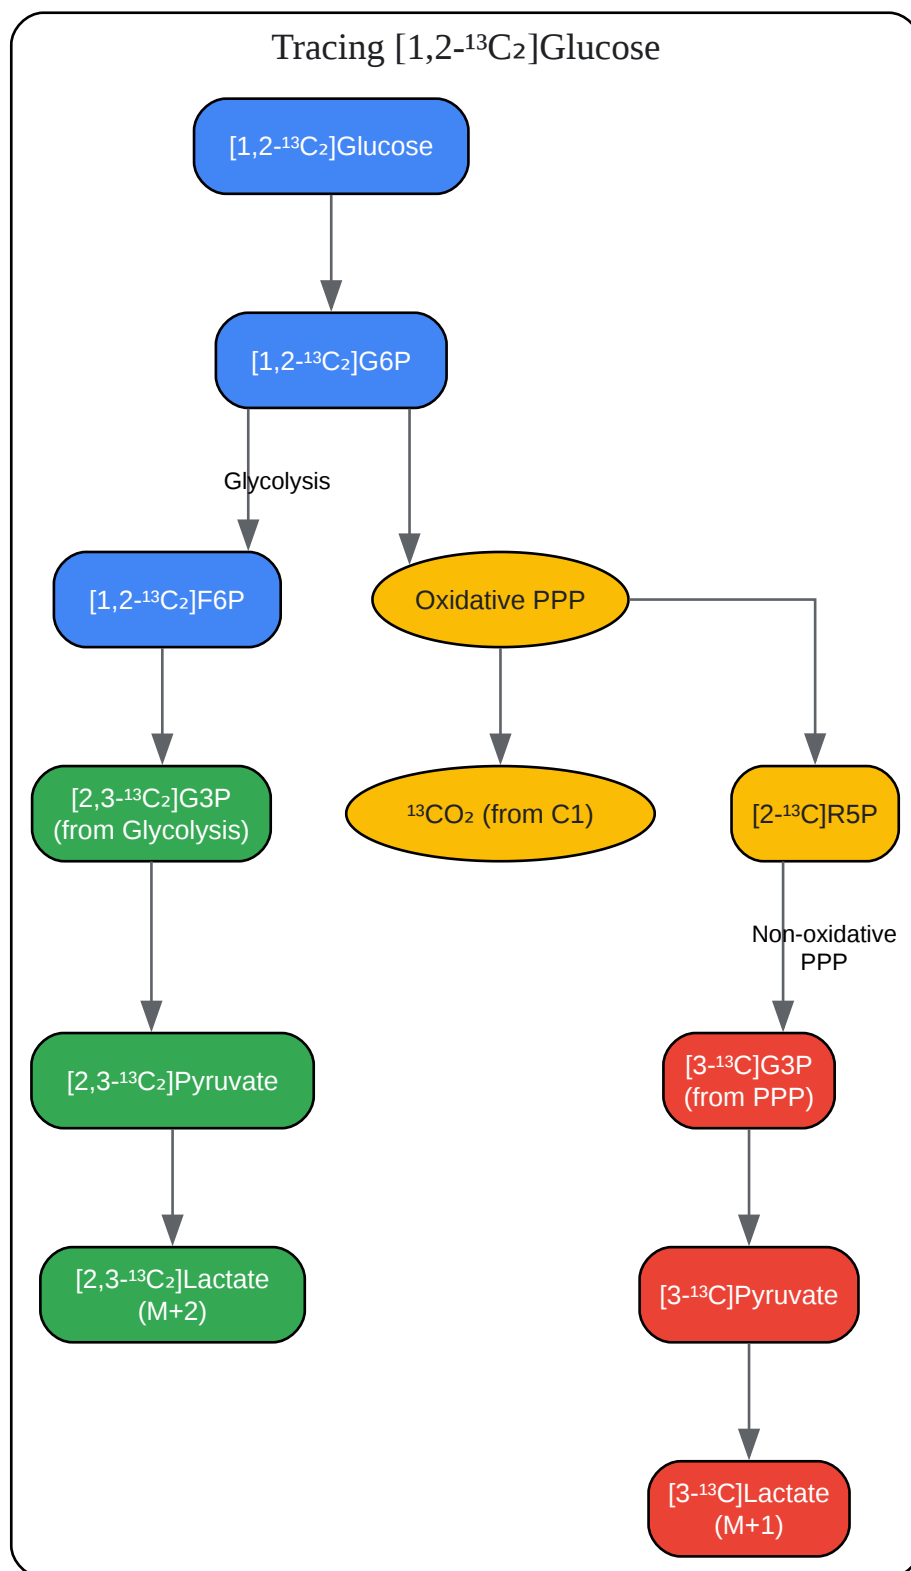 Tracing [1,2-¹³C₂]Glucose
[1,2-¹³C₂]Glucose
[1,2-¹³C₂]G6P
Glycolysis
[1,2-¹³C₂]F6P
Oxidative PPP
[2,3-¹³C₂]G3P
(from Glycolysis)
¹³CO₂ (from C1)
[2-¹³C]R5P
Non-oxidative
PPP
[2,3-¹³C₂]Pyruvate
[3-¹³C]G3P
(from PPP)
[2,3-¹³C₂]Lactate
(M+2)
[3-¹³C]Pyruvate
[3-¹³C]Lactate
(M+1)